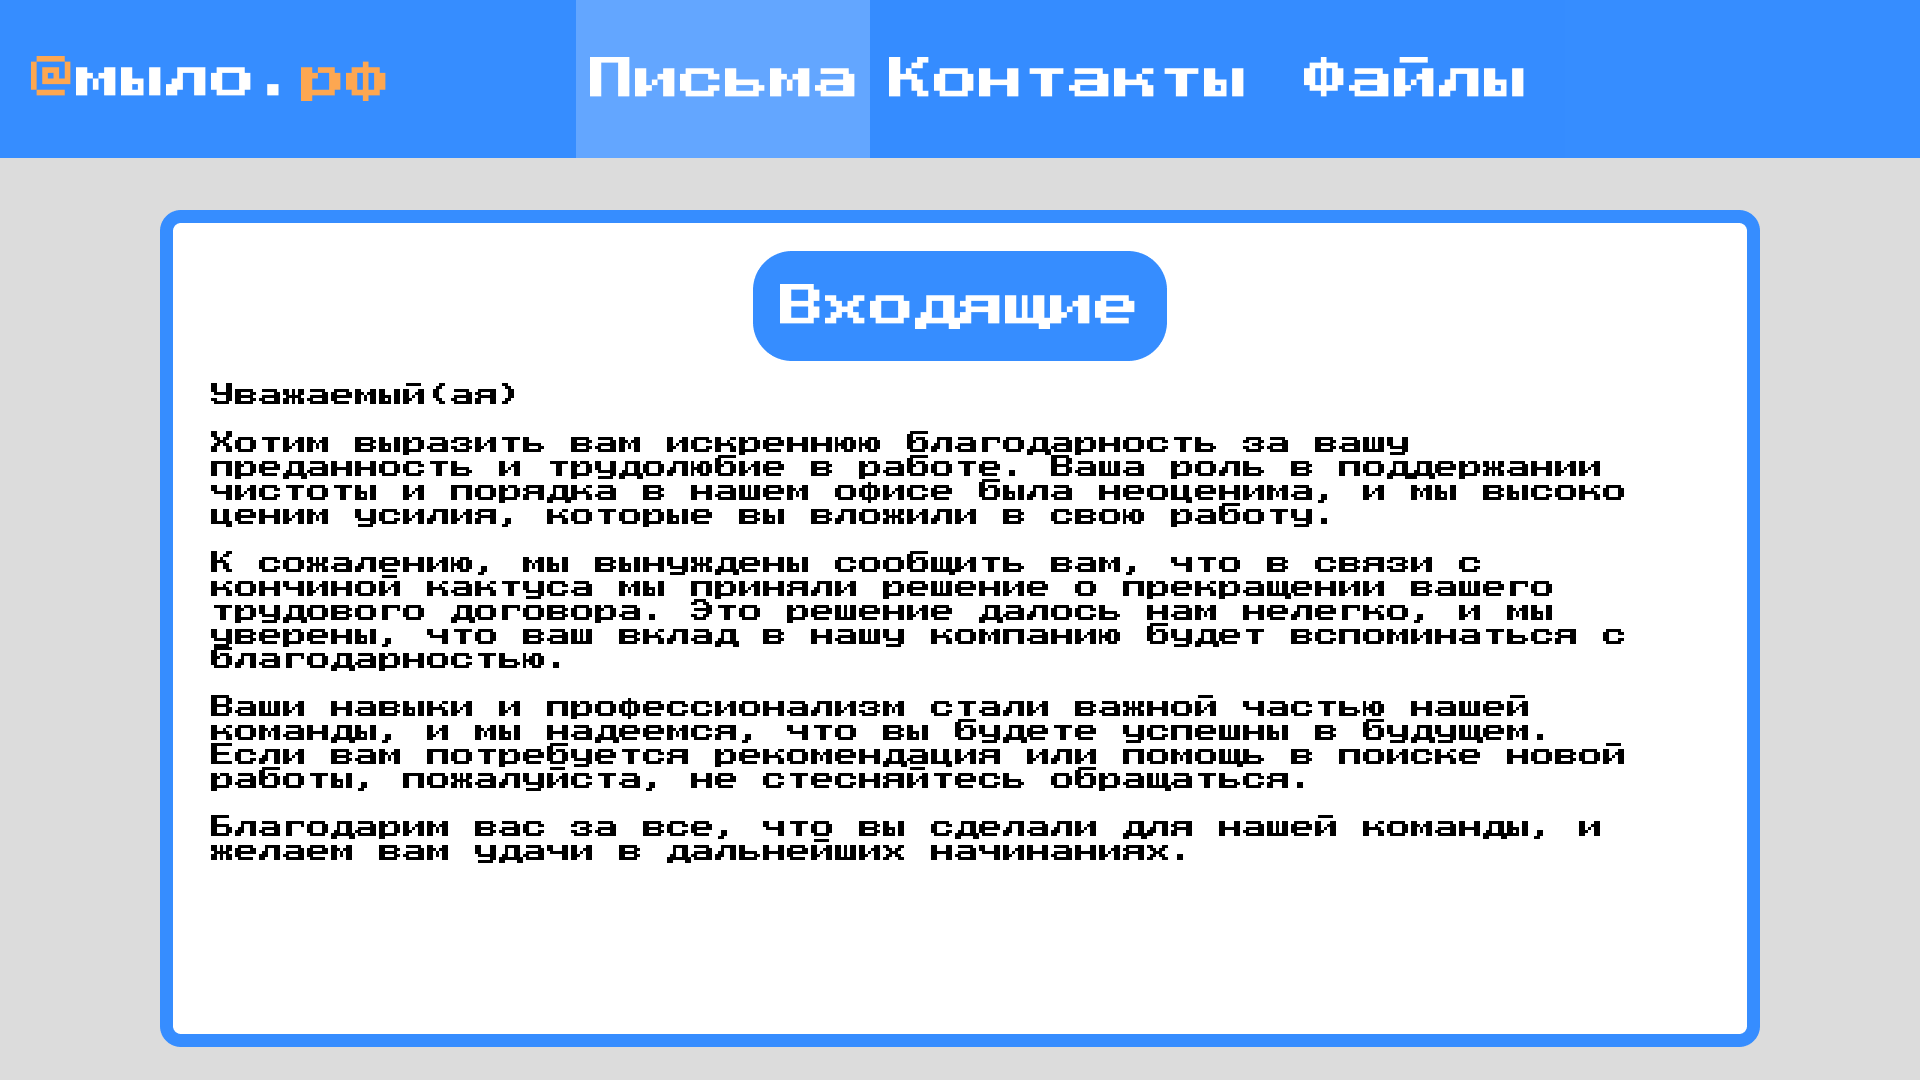 @мыло.рф
Письма
Контакты
Файлы
Входящие
Уважаемый(ая)
Хотим выразить вам искреннюю благодарность за вашу
преданность и трудолюбие в работе. Ваша роль в поддержании
чистоты и порядка в нашем офисе была неоценима, и мы высоко
ценим усилия, которые вы вложили в свою работу.
К сожалению, мы вынуждены сообщить вам, что в связи с
кончиной кактуса мы приняли решение о прекращении вашего
трудового договора. Это решение далось нам нелегко, и мы
уверены, что ваш вклад в нашу компанию будет вспоминаться с
благодарностью.
Ваши навыки и профессионализм стали важной частью нашей
команды, и мы надеемся, что вы будете успешны в будущем.
Если вам потребуется рекомендация или помощь в поиске новой
работы, пожалуйста, не стесняйтесь обращаться.
Благодарим вас за все, что вы сделали для нашей команды, и
желаем вам удачи в дальнейших начинаниях.